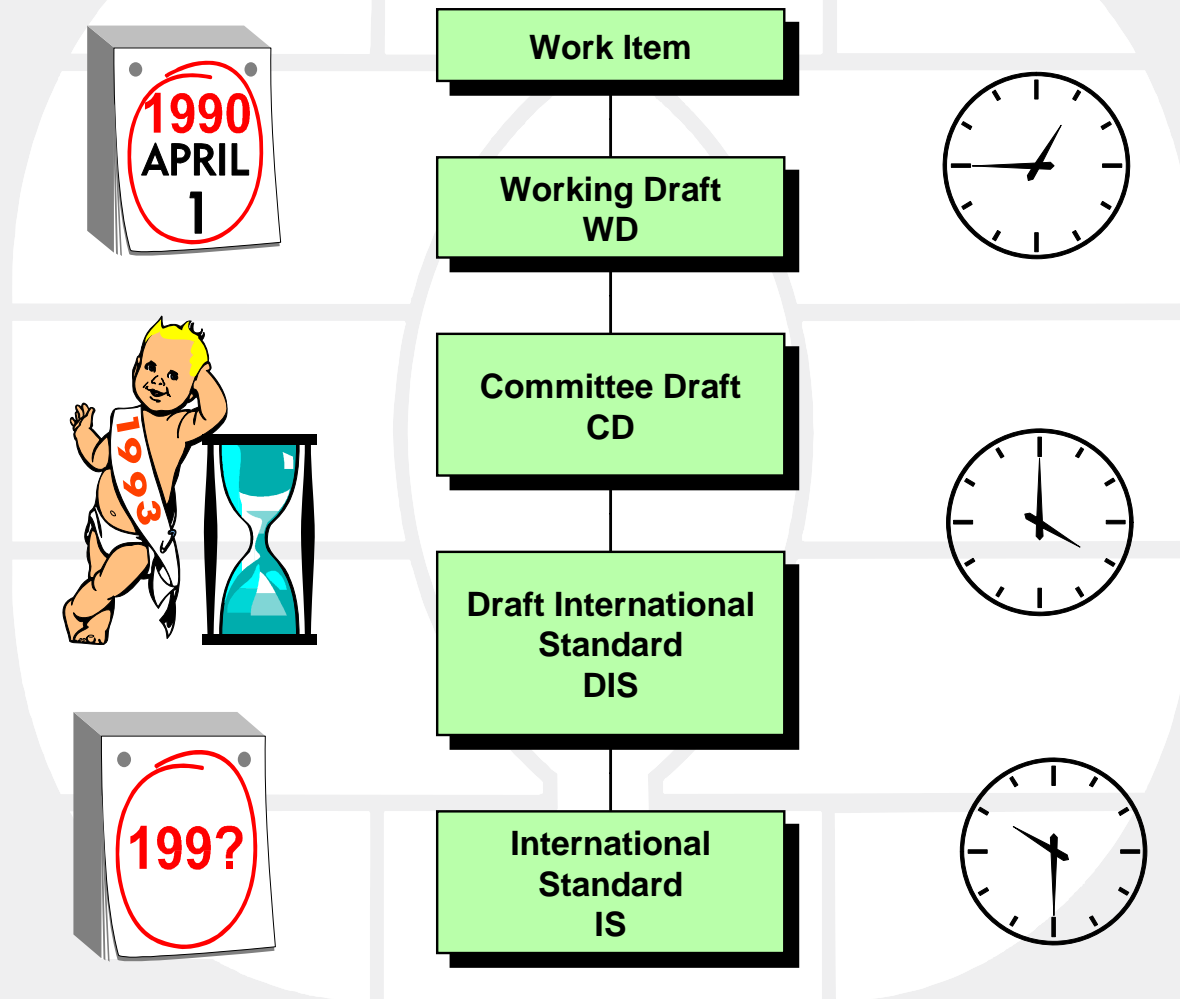 Work Item
1990
APRIL
1
Working Draft
WD
1993
Committee Draft
CD
Draft International
Standard
DIS
199?
International
Standard
IS